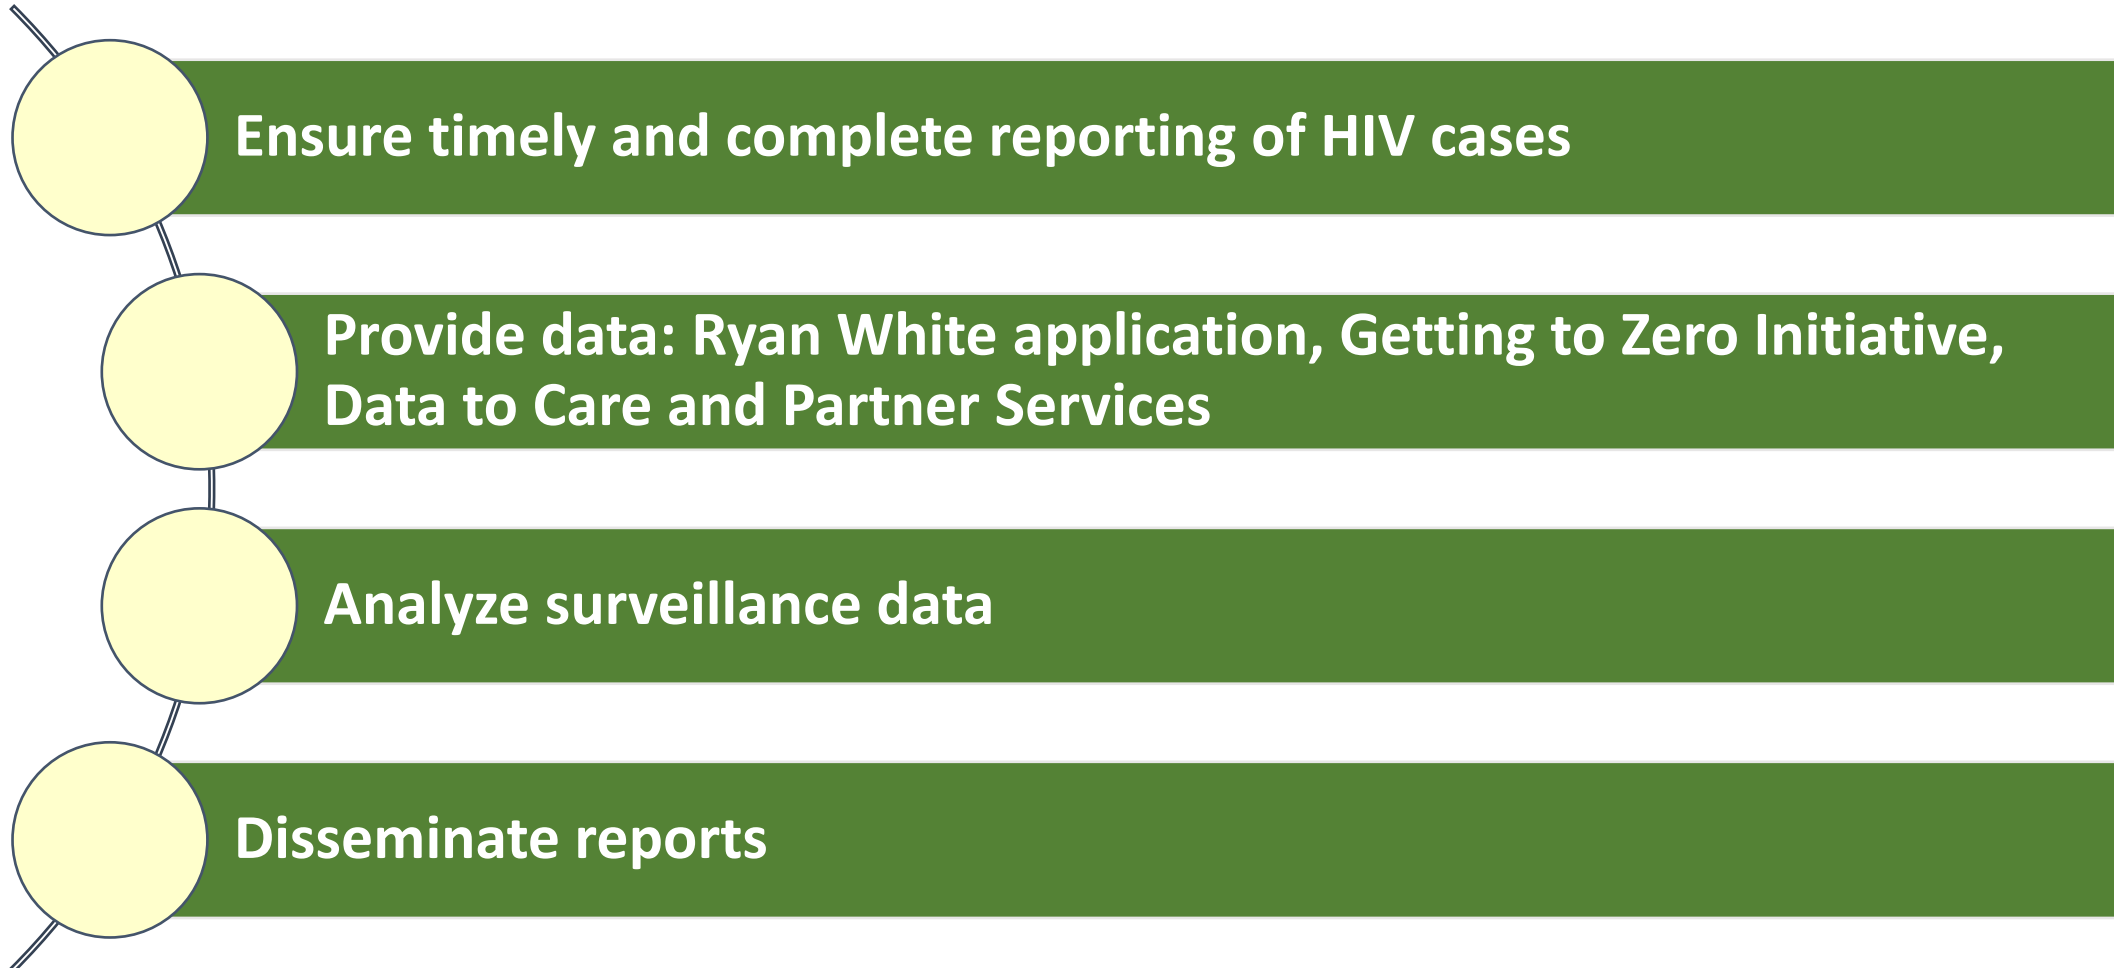 Ensure timely and complete reporting of HIV cases
Provide data: Ryan White application, Getting to Zero Initiative,
Data to Care and Partner Services
Analyze surveillance data
Disseminate reports